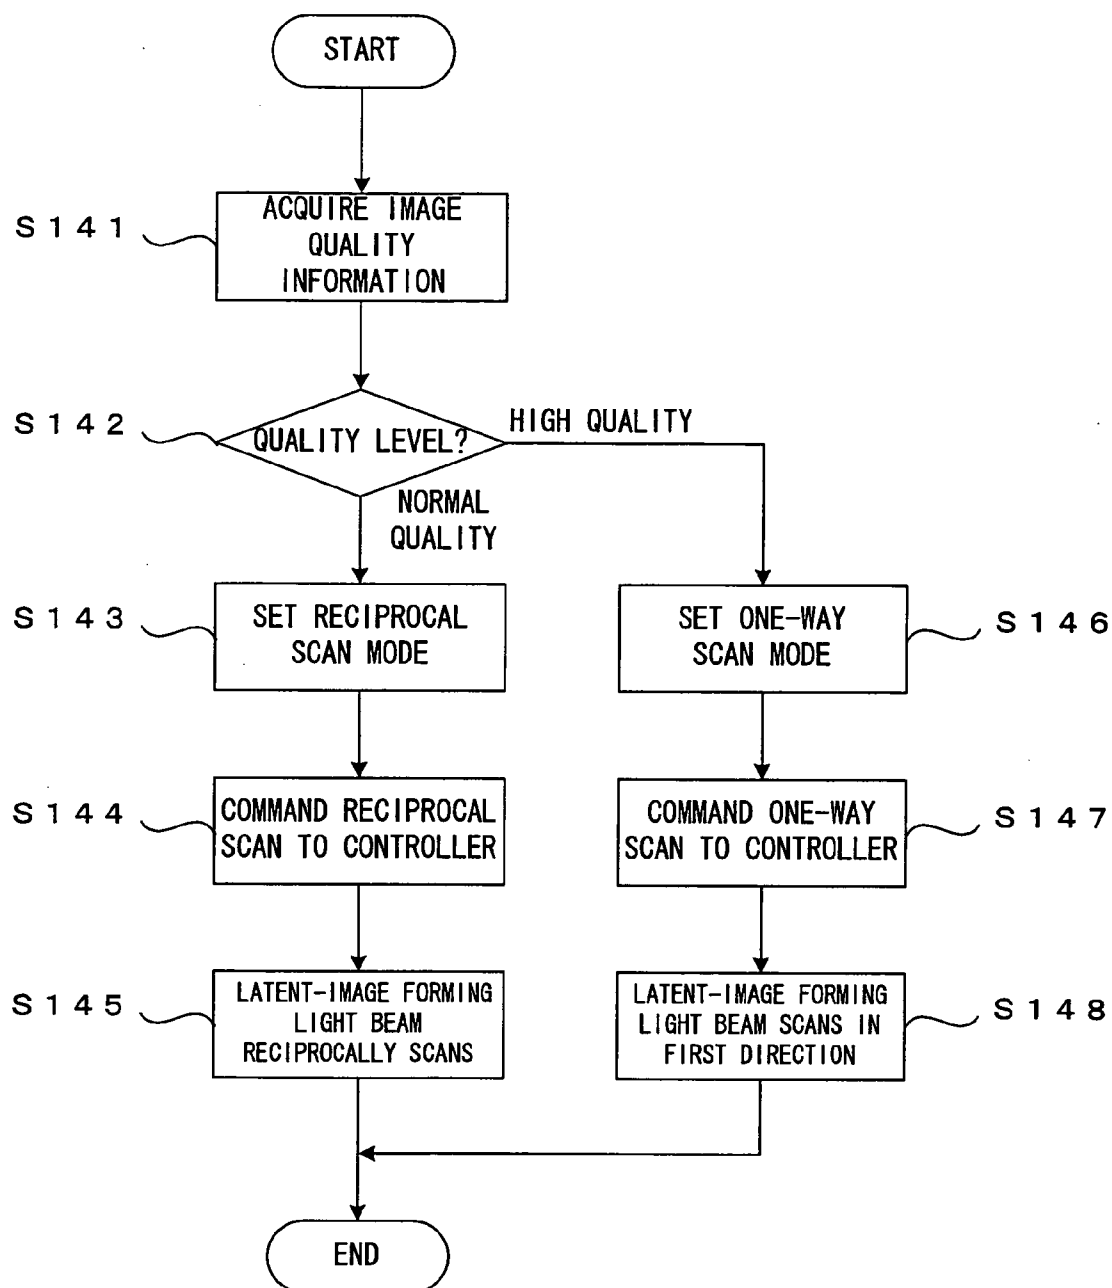 START
S141
ACQUIRE IMAGE
QUALITY
INFORMATION
S142
QUALITY LEVEL?
HIGH QUALITY
NORMAL
QUALITY
S143
SET RECIPROCAL
SCAN MODE
SET ONE-WAY
SCAN MODE
S146
S144
COMMAND RECIPROCAL
SCAN TO CONTROLLER
COMMAND ONE-WAY
SCAN TO CONTROLLER
S147
S145
LATENT-IMAGE FORMING
LIGHT BEAM
RECIPROCALLY SCANS
LATENT-IMAGE FORMING
LIGHT BEAM SCANS IN
FIRST DIRECTION
S148
END